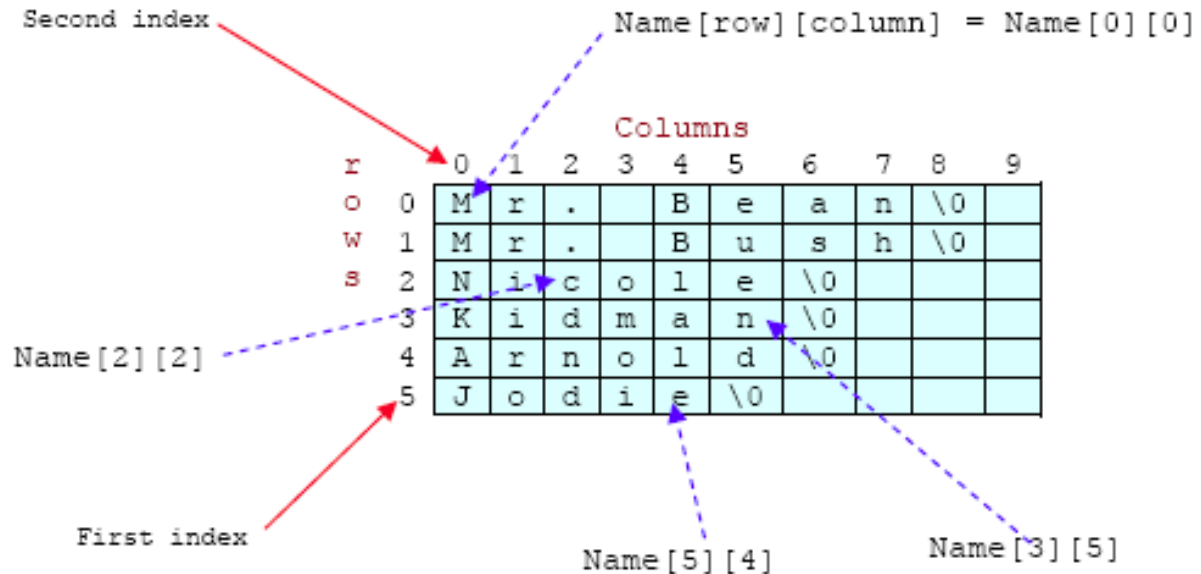 Second index
Name[row][column] = Name[0][0]
Columns
r 0 1 2 3 4 5 6 7 8 9
o 0 M r . B e a n \0
w 1 M r . B u s h \0
s 2 N i c o l e \0
3 K i d m a n \0
Name[2][2]
4 A r n o l d \0
5 J o d i e \0
First index
Name[5][4]
Name[3][5]